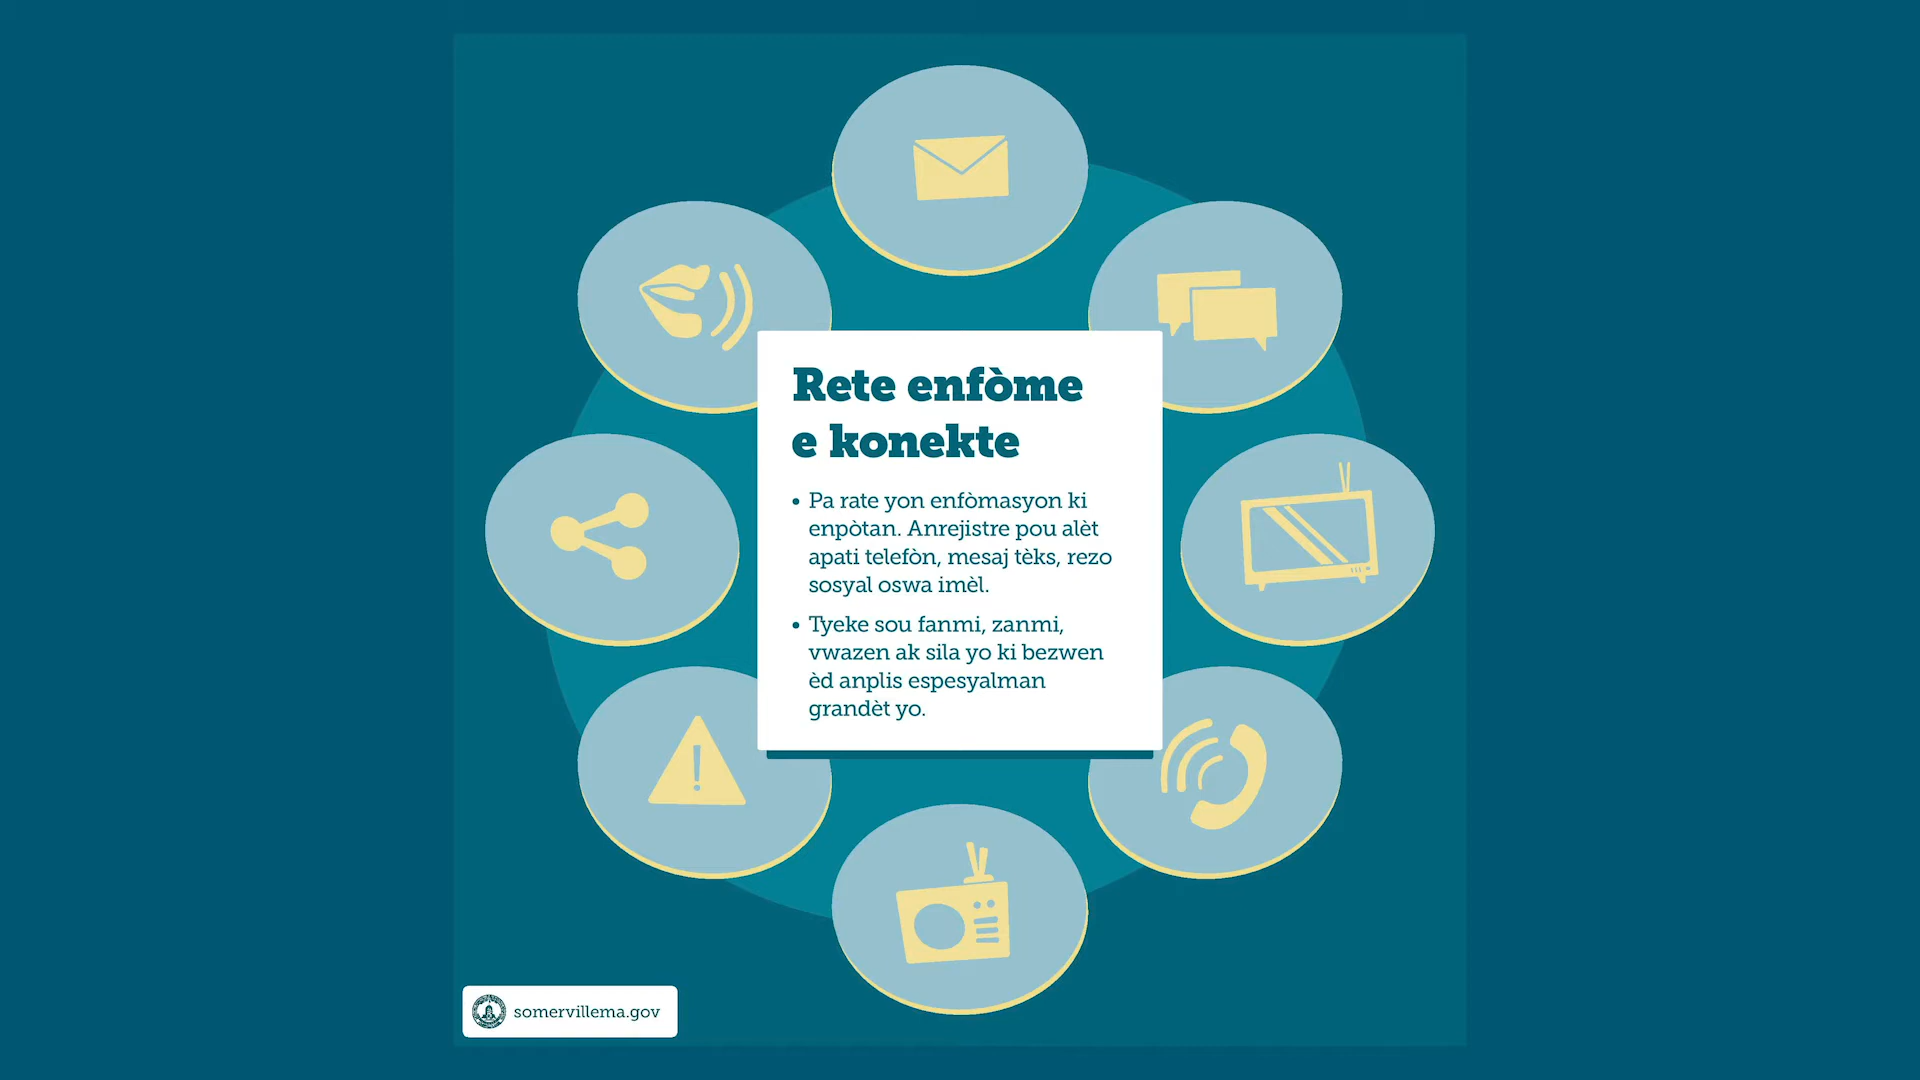 Rete enfòme
e konekte
• Pa rate yon enfòmasyon ki
enpòtan. Anrejistre pou alèt
apati telefòn, mesaj tèks, rezo
sosyal oswa imèl.
• Tyeke sou fanmi, zanmi,
vwazen ak sila yo ki bezwen
èd anplis espesyalman
grandèt yo.
somervillema.gov